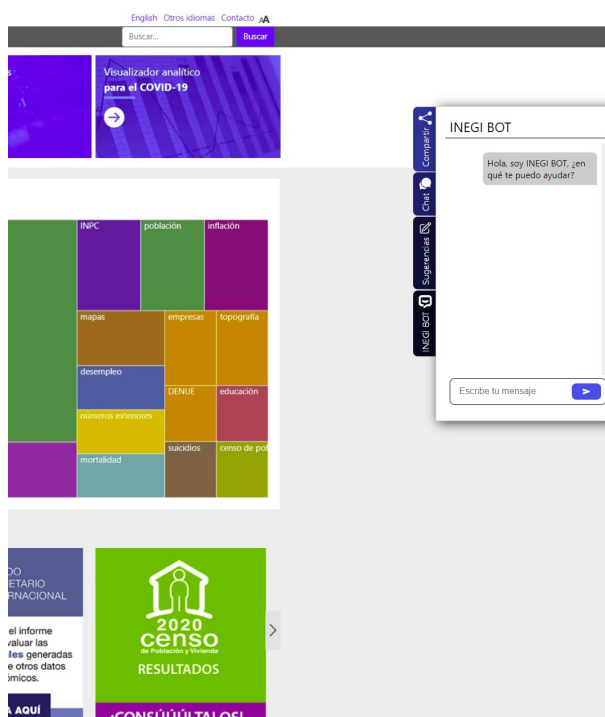 English Otros idiomas Contacto AA
Buscar...
Buscar
Visualizador analítico
para el COVID-19
INPC
población
inflación
mapas
empresas
topografía
desempleo
DENUE
educación
números exteriores
suicidios
censo de pob
mortalidad
Compartir
Chat
Sugerencias
INEGI BOT
INEGI BOT
Hola, soy INEGI BOT, ¿en
qué te puedo ayudar?
Escribe tu mensaje
DO
ETARIO
RNACIONAL
el informe
valuar las
les generadas
e otros datos
ómicos.
A AQUÍ
2020
censo
de Población y Vivienda
RESULTADOS
¡CONSÚÚÚLTALOS!